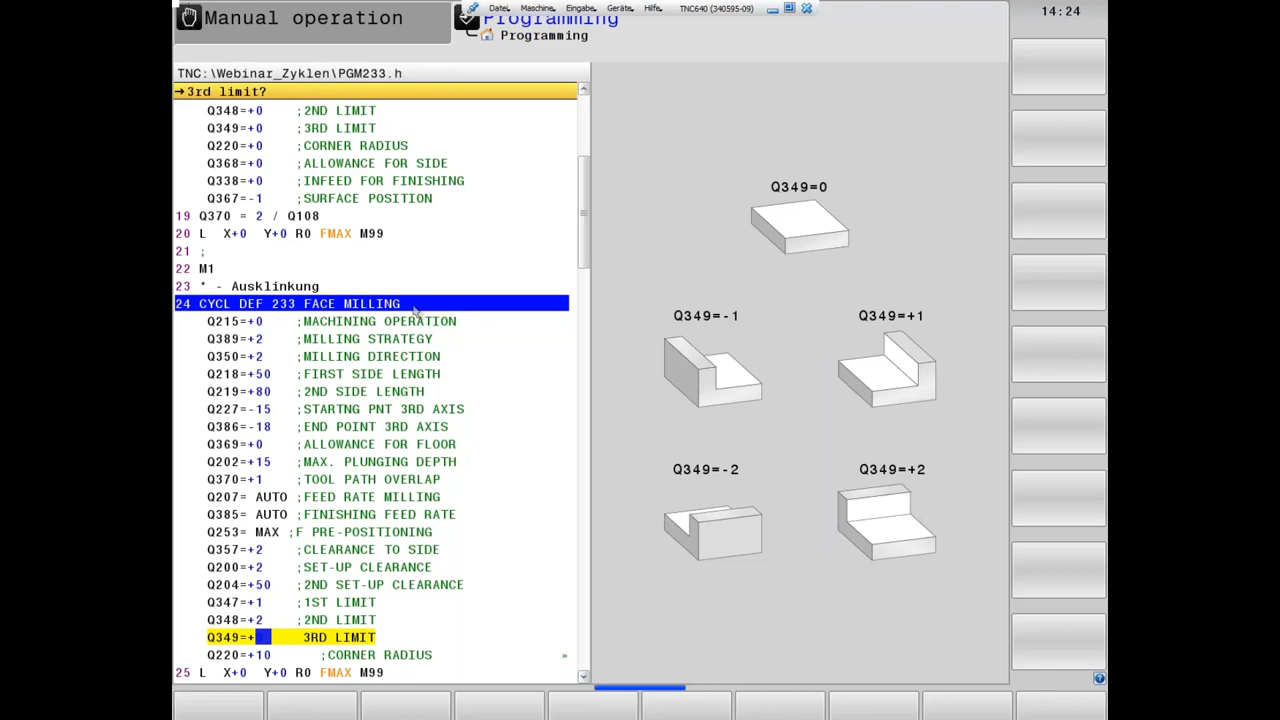 Manual operation
Datei Maschine Eingabe Geräte Hilfe TNC640 (340595-09)
Programming
Programming
14:24
TNC:\Webinar_Zyklen\PGM233.h
→3rd limit?
Q348=+0 ;2ND LIMIT
Q349=+0 ;3RD LIMIT
Q220=+0 ;CORNER RADIUS
Q368=+0 ;ALLOWANCE FOR SIDE
Q338=+0 ;INFEED FOR FINISHING
Q367=-1 ;SURFACE POSITION
19 Q370 = 2 / Q108
20 L X+0 Y+0 R0 FMAX M99
21 ;
22 M1
23 * - Ausklinkung
24 CYCL DEF 233 FACE MILLING
Q215=+0 ;MACHINING OPERATION
Q389=+2 ;MILLING STRATEGY
Q350=+2 ;MILLING DIRECTION
Q218=+50 ;FIRST SIDE LENGTH
Q219=+80 ;2ND SIDE LENGTH
Q227=-15 ;STARTNG PNT 3RD AXIS
Q386=-18 ;END POINT 3RD AXIS
Q369=+0 ;ALLOWANCE FOR FLOOR
Q202=+15 ;MAX. PLUNGING DEPTH
Q370=+1 ;TOOL PATH OVERLAP
Q207= AUTO ;FEED RATE MILLING
Q385= AUTO ;FINISHING FEED RATE
Q253= MAX ;F PRE-POSITIONING
Q357=+2 ;CLEARANCE TO SIDE
Q200=+2 ;SET-UP CLEARANCE
Q204=+50 ;2ND SET-UP CLEARANCE
Q347=+1 ;1ST LIMIT
Q348=+2 ;2ND LIMIT
Q349=+ 3RD LIMIT
Q220=+10 ;CORNER RADIUS »
25 L X+0 Y+0 R0 FMAX M99
Q349=0
Q349=-1
Q349=+1
Q349=-2
Q349=+2